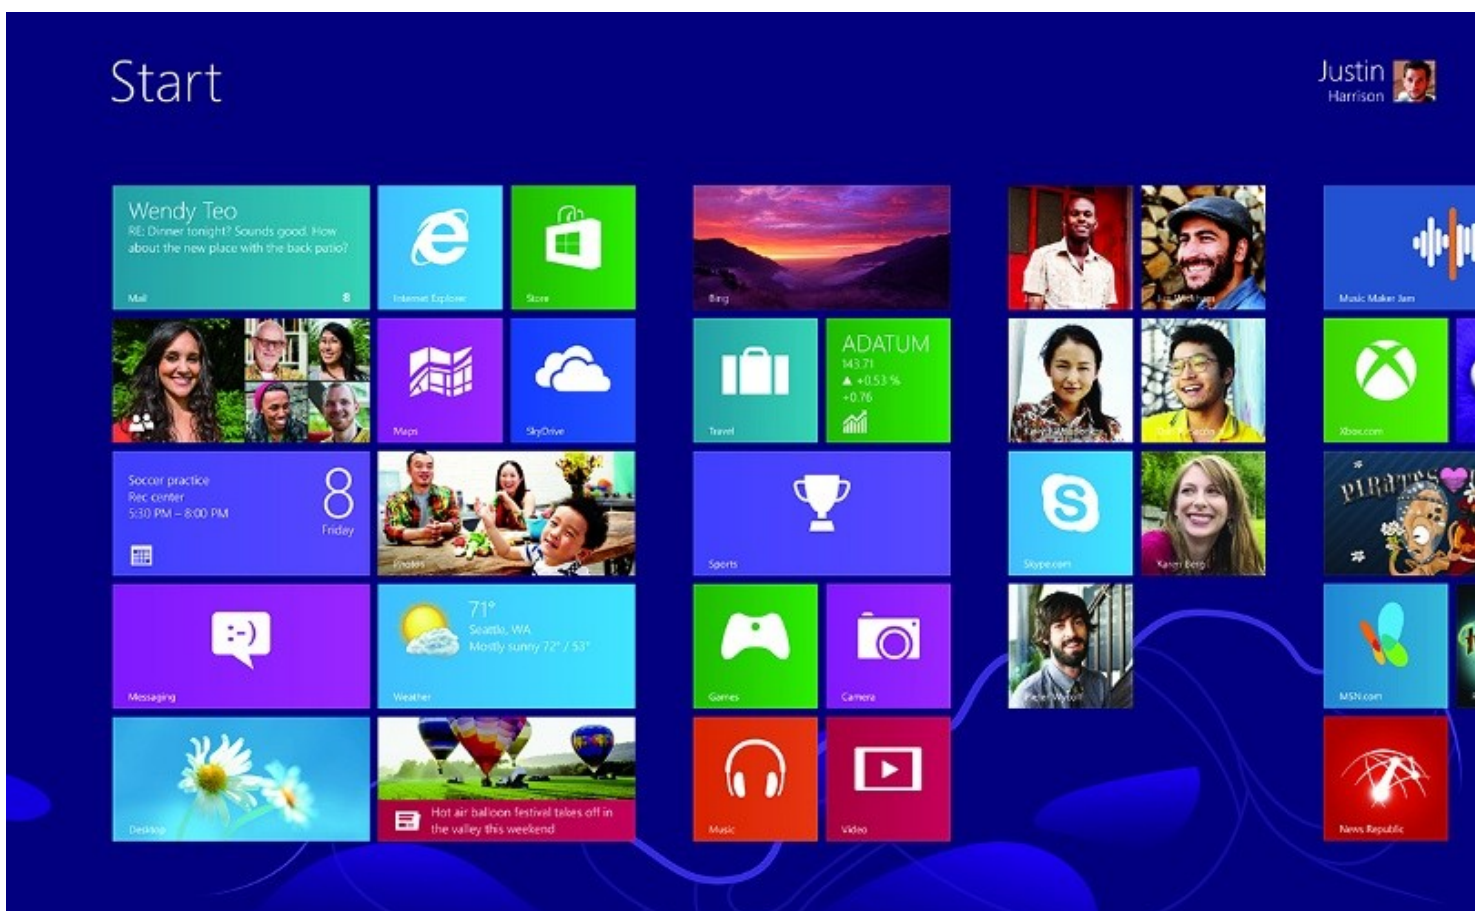 Start
Justin
Harrison
Wendy Teo
RE: Dinner tonight? Sounds good. How
about the new place with the back patio?
Mail
8
Internet Explorer
Store
Maps
SkyDrive
Soccer practice
Rec center
5:30 PM – 8:00 PM
8
Friday
Photos
:-)
Messaging
71°
Seattle, WA
Mostly sunny 72° / 53°
Weather
Desktop
Hot air balloon festival takes off in
the valley this weekend
Bing
Travel
ADATUM
143.71
▲ +0.53 %
+0.76
Sports
Games
Camera
Music
Video
Skype.com
Karen Berg
Music Maker Jam
Xbox.com
PIRATES
MSN.com
News Republic